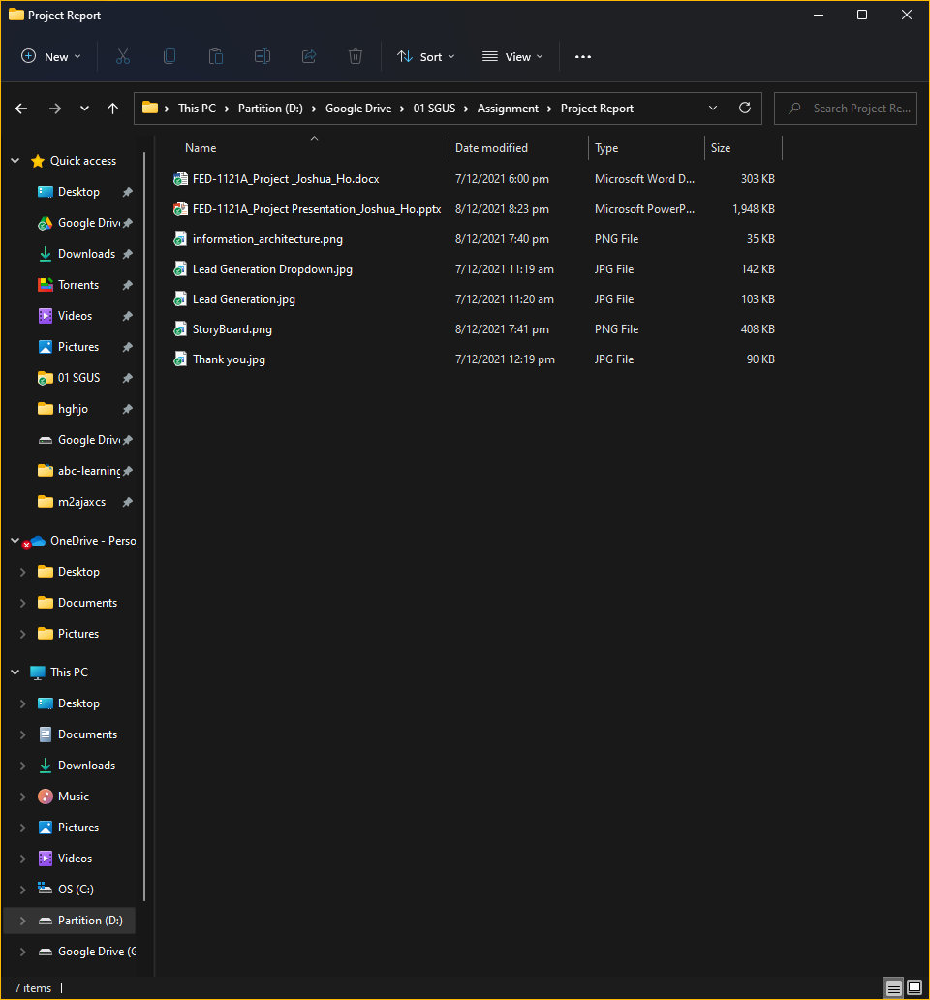 Project Report
New Sort View
This PC Partition (D:) Google Drive 01 SGUS Assignment Project Report Search Project Re...
Name Date modified Type Size
FED-1121A_Project _Joshua_Ho.docx 7/12/2021 6:00 pm Microsoft Word D... 303 KB
FED-1121A_Project Presentation_Joshua_Ho.pptx 8/12/2021 8:23 pm Microsoft PowerP... 1,948 KB
information_architecture.png 8/12/2021 7:40 pm PNG File 35 KB
Lead Generation Dropdown.jpg 7/12/2021 11:19 am JPG File 142 KB
Lead Generation.jpg 7/12/2021 11:20 am JPG File 103 KB
StoryBoard.png 8/12/2021 7:41 pm PNG File 408 KB
Thank you.jpg 7/12/2021 12:19 pm JPG File 90 KB
Quick access
Desktop
Google Drive
Downloads
Torrents
Videos
Pictures
01 SGUS
hghjo
Google Drive
abc-learning
m2ajaxcs
OneDrive - Perso
Desktop
Documents
Pictures
This PC
Desktop
Documents
Downloads
Music
Pictures
Videos
OS (C:)
Partition (D:)
Google Drive (G
7 items